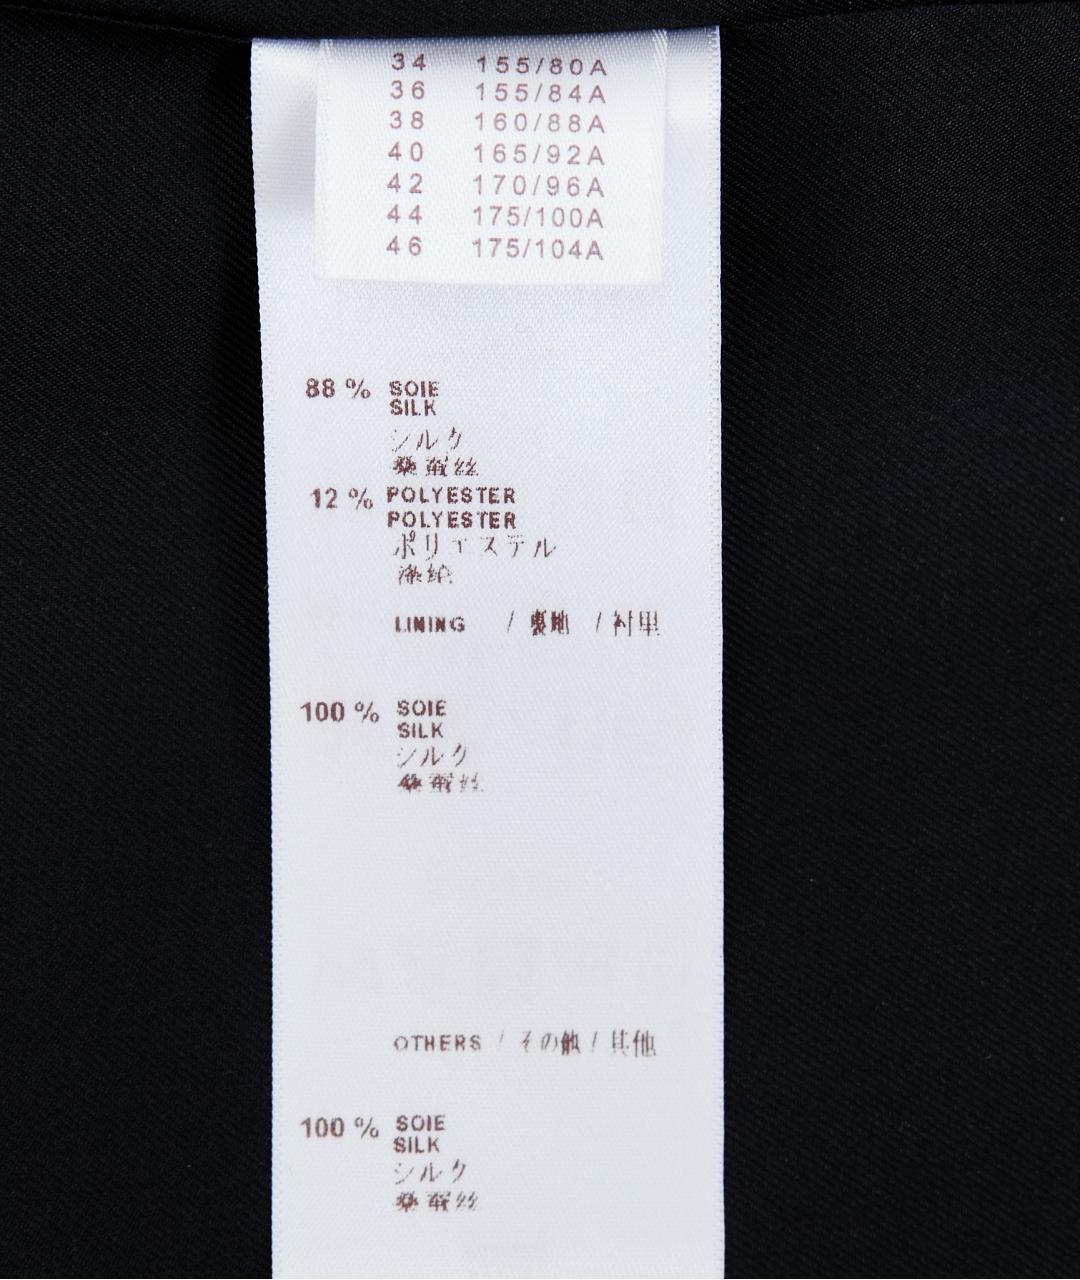 34 155/80A
36 155/84A
38 160/88A
40 165/92A
42 170/96A
44 175/100A
46 175/104A
88 % SOIE
SILK
シルク
桑蚕丝
12 % POLYESTER
POLYESTER
ポリエステル
涤纶
LINING / 裏地 / 衬里
100 % SOIE
SILK
シルク
桑蚕丝
OTHERS / その他 / 其他
100 % SOIE
SILK
シルク
桑蚕丝